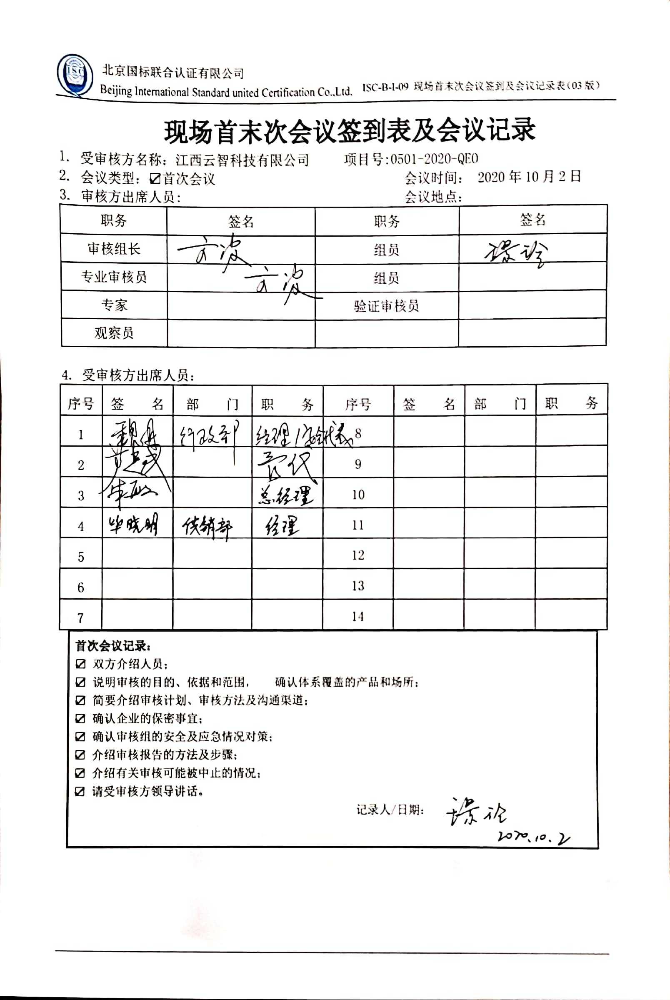 ISC
北京国标联合认证有限公司
Beijing International Standard united Certification Co.,Ltd. ISC-B-I-09 现场首末次会议签到及会议记录表(03版)
现场首末次会议签到表及会议记录
1. 受审核方名称：江西云智科技有限公司 项目号:0501-2020-QEO
2. 会议类型：☑首次会议 会议时间： 2020年10月2日
3. 审核方出席人员： 会议地点：
职务 签名 职务 签名
审核组长 组员
专业审核员 组员
专家 验证审核员
观察员
4. 受审核方出席人员：
序号 签 名 部 门 职 务 序号 签 名 部 门 职 务
1 行政部 经理/安全代表 8
2 管代 9
3 总经理 10
4 毕晓明 供销部 经理 11
5 12
6 13
7 14
首次会议记录：
☑ 双方介绍人员；
☑ 说明审核的目的、依据和范围， 确认体系覆盖的产品和场所；
☑ 简要介绍审核计划、审核方法及沟通渠道；
☑ 确认企业的保密事宜；
☑ 确认审核组的安全及应急情况对策；
☑ 介绍审核报告的方法及步骤；
☑ 介绍有关审核可能被中止的情况；
☑ 请受审核方领导讲话。
记录人/日期：
2020.10.2